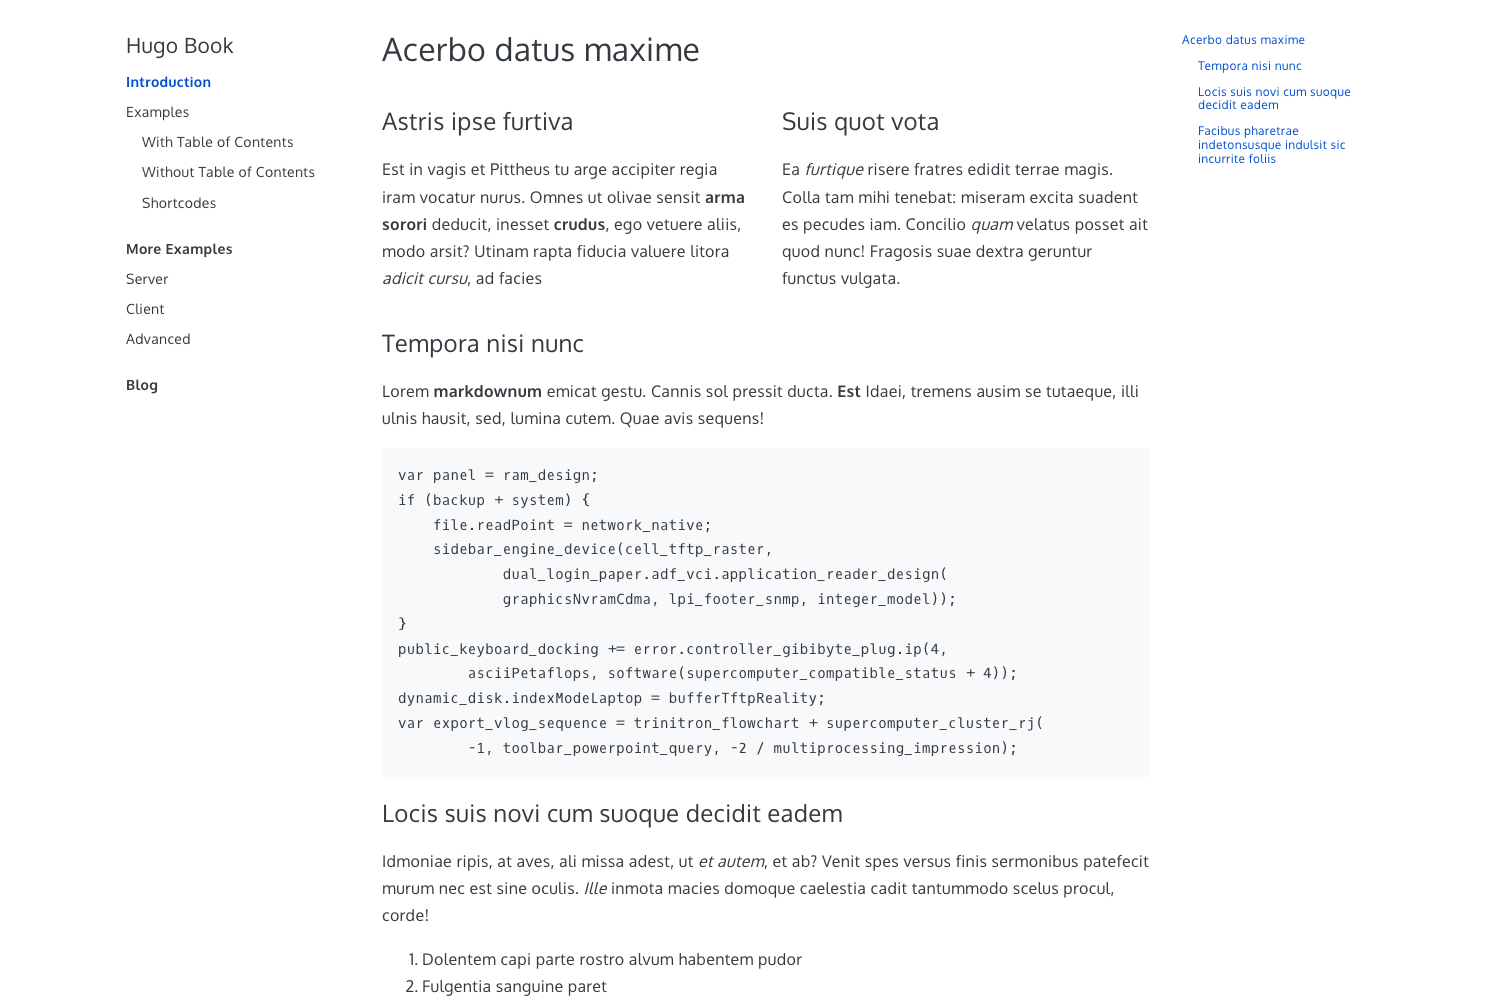 Hugo Book
Introduction
Examples
With Table of Contents
Without Table of Contents
Shortcodes
More Examples
Server
Client
Advanced
Blog
Acerbo datus maxime
Astris ipse furtiva
Est in vagis et Pittheus tu arge accipiter regia
iram vocatur nurus. Omnes ut olivae sensit arma
sorori deducit, inesset crudus, ego vetuere aliis,
modo arsit? Utinam rapta fiducia valuere litora
adicit cursu, ad facies
Suis quot vota
Ea furtique risere fratres edidit terrae magis.
Colla tam mihi tenebat: miseram excita suadent
es pecudes iam. Concilio quam velatus posset ait
quod nunc! Fragosis suae dextra geruntur
functus vulgata.
Tempora nisi nunc
Lorem markdownum emicat gestu. Cannis sol pressit ducta. Est Idaei, tremens ausim se tutaeque, illi
ulnis hausit, sed, lumina cutem. Quae avis sequens!
var panel = ram_design;
if (backup + system) {
    file.readPoint = network_native;
    sidebar_engine_device(cell_tftp_raster,
            dual_login_paper.adf_vci.application_reader_design(
            graphicsNvramCdma, lpi_footer_snmp, integer_model));
}
public_keyboard_docking += error.controller_gibibyte_plug.ip(4,
        asciiPetaflops, software(supercomputer_compatible_status + 4));
dynamic_disk.indexModeLaptop = bufferTftpReality;
var export_vlog_sequence = trinitron_flowchart + supercomputer_cluster_rj(
        -1, toolbar_powerpoint_query, -2 / multiprocessing_impression);
Locis suis novi cum suoque decidit eadem
Idmoniae ripis, at aves, ali missa adest, ut et autem, et ab? Venit spes versus finis sermonibus patefecit
murum nec est sine oculis. Ille inmota macies domoque caelestia cadit tantummodo scelus procul,
corde!
1. Dolentem capi parte rostro alvum habentem pudor
2. Fulgentia sanguine paret
Acerbo datus maxime
Tempora nisi nunc
Locis suis novi cum suoque
decidit eadem
Facibus pharetrae
indetonsusque indulsit sic
incurrite foliis